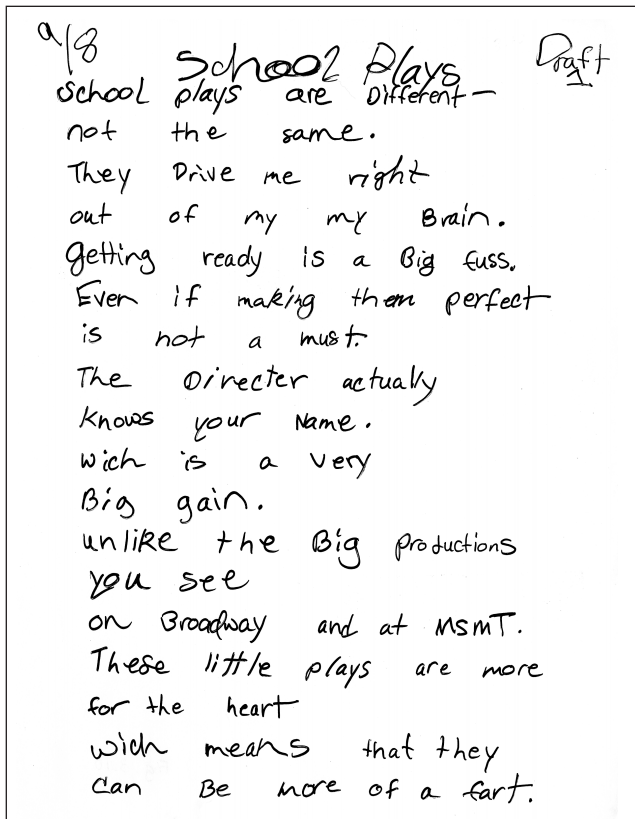 9/8
School Plays
Draft 1
School plays are Different—
not the same.
They Drive me right
out of my my Brain.
getting ready is a Big fuss.
Even if making them perfect
is not a must.
The Directer actually
knows your Name.
wich is a very
Big gain.
unlike the Big productions
you see
on Broadway and at MSMT.
These little plays are more
for the heart
wich means that they
Can Be more of a fart.